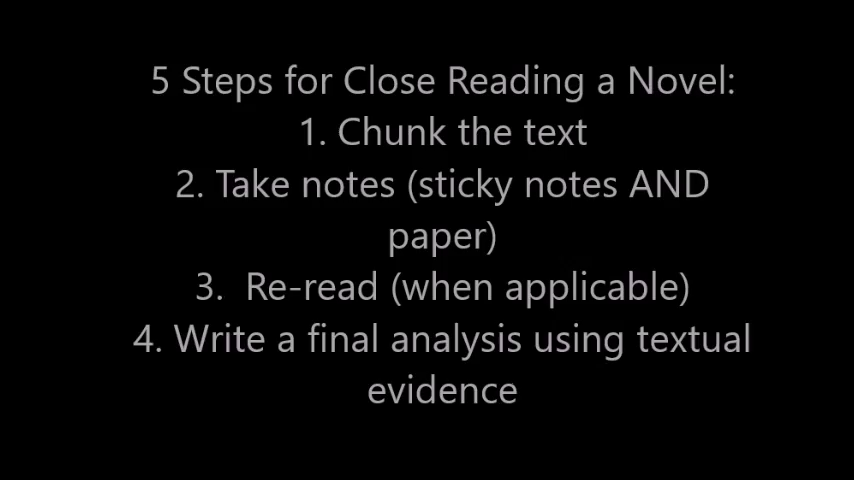 5 Steps for Close Reading a Novel:
1. Chunk the text
2. Take notes (sticky notes AND
paper)
3.  Re-read (when applicable)
4. Write a final analysis using textual
evidence